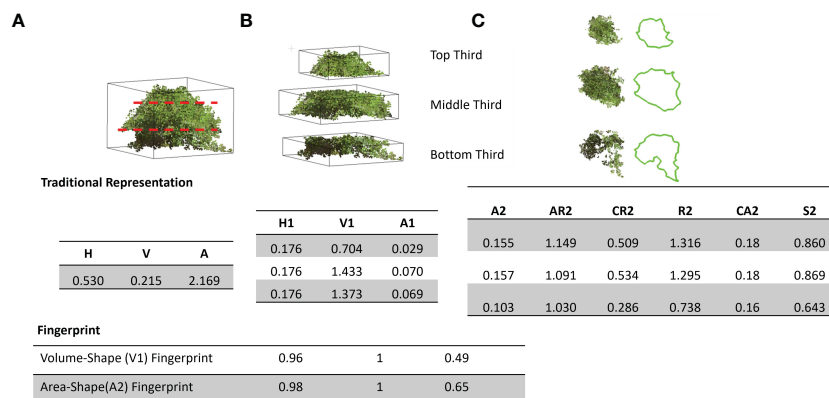 A
B
C
Top Third
Middle Third
Bottom Third
Traditional Representation
H V A
0.530 0.215 2.169
H1 V1 A1
0.176 0.704 0.029
0.176 1.433 0.070
0.176 1.373 0.069
A2 AR2 CR2 R2 CA2 S2
0.155 1.149 0.509 1.316 0.18 0.860
0.157 1.091 0.534 1.295 0.18 0.869
0.103 1.030 0.286 0.738 0.16 0.643
Fingerprint
Volume-Shape (V1) Fingerprint 0.96 1 0.49
Area-Shape(A2) Fingerprint 0.98 1 0.65